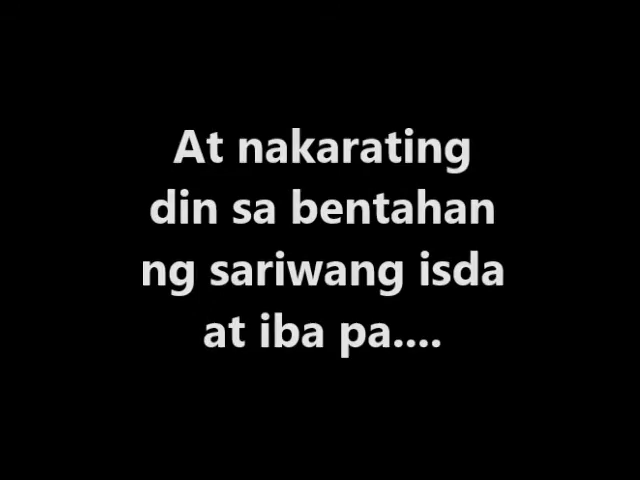 At nakarating
din sa bentahan
ng sariwang isda
at iba pa....